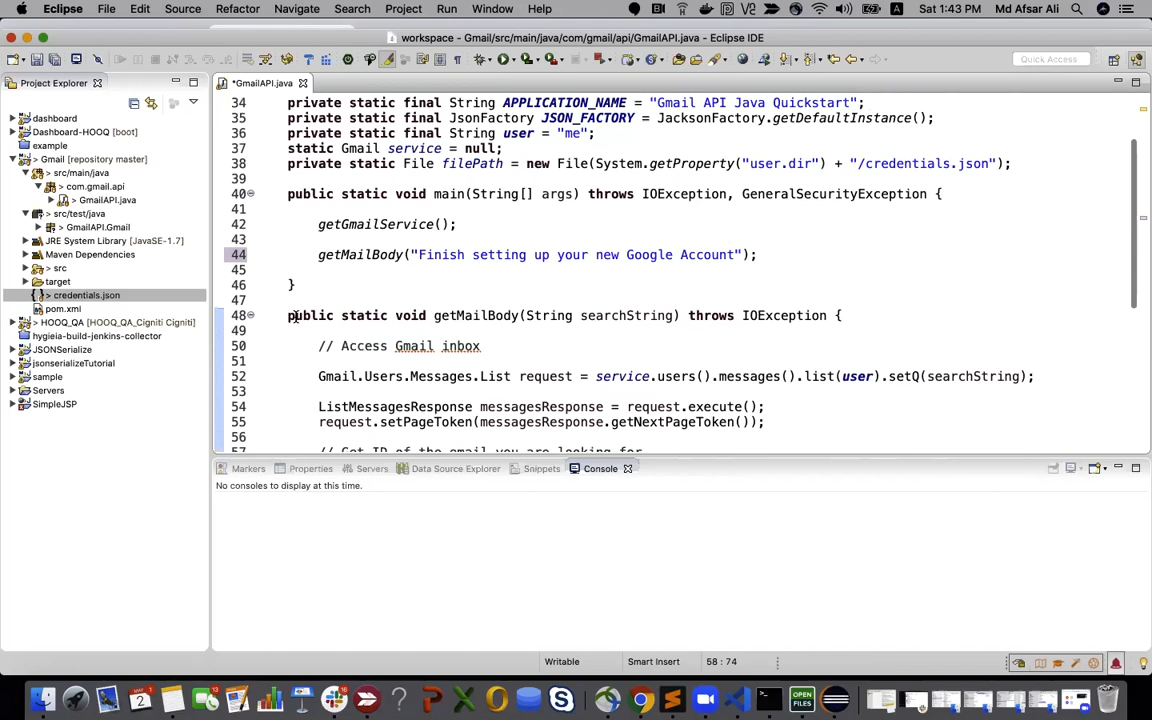 Eclipse File Edit Source Refactor Navigate Search Project Run Window Help Sat 1:43 PM Md Afsar Ali
workspace - Gmail/src/main/java/com/gmail/api/GmailAPI.java - Eclipse IDE
Quick Access
Project Explorer
*GmailAPI.java
dashboard
Dashboard-HOOQ [boot]
example
> Gmail [repository master]
> src/main/java
> com.gmail.api
> GmailAPI.java
> src/test/java
> GmailAPI.Gmail
JRE System Library [JavaSE-1.7]
Maven Dependencies
> src
target
> credentials.json
pom.xml
> HOOQ_QA [HOOQ_QA_Cigniti Cigniti]
hygieia-build-jenkins-collector
JSONSerialize
jsonserializeTutorial
sample
Servers
SimpleJSP
34 private static final String APPLICATION_NAME = "Gmail API Java Quickstart";
35 private static final JsonFactory JSON_FACTORY = JacksonFactory.getDefaultInstance();
36 private static final String user = "me";
37 static Gmail service = null;
38 private static File filePath = new File(System.getProperty("user.dir") + "/credentials.json");
39
40 public static void main(String[] args) throws IOException, GeneralSecurityException {
41
42 getGmailService();
43
44 getMailBody("Finish setting up your new Google Account");
45
46 }
47
48 public static void getMailBody(String searchString) throws IOException {
49
50 // Access Gmail inbox
51
52 Gmail.Users.Messages.List request = service.users().messages().list(user).setQ(searchString);
53
54 ListMessagesResponse messagesResponse = request.execute();
55 request.setPageToken(messagesResponse.getNextPageToken());
56
57 // Get ID of the email you are looking for
Markers Properties Servers Data Source Explorer Snippets Console
No consoles to display at this time.
Writable Smart Insert 58 : 74